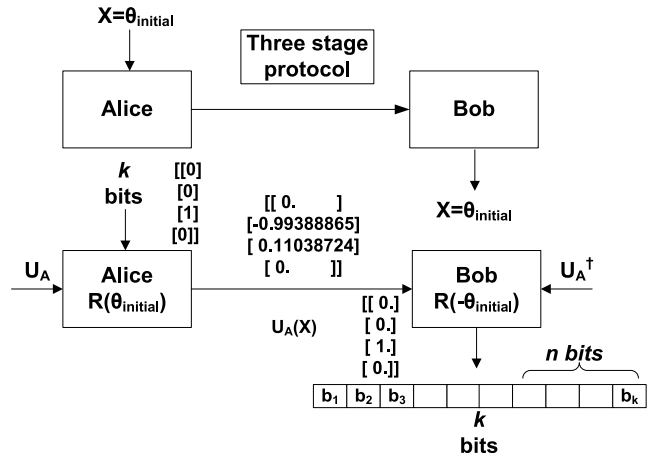 X=θinitial
Three stage
protocol
Alice
Bob
k
bits
[[0]
[0]
[1]
[0]]
[[ 0. ]
[-0.99388865]
[ 0.11038724]
[ 0. ]]
X=θinitial
UA
Alice
R(θinitial)
Bob
R(-θinitial)
UA†
UA(X)
[[ 0.]
[ 0.]
[ 1.]
[ 0.]]
n bits
b1 b2 b3 bk
k
bits